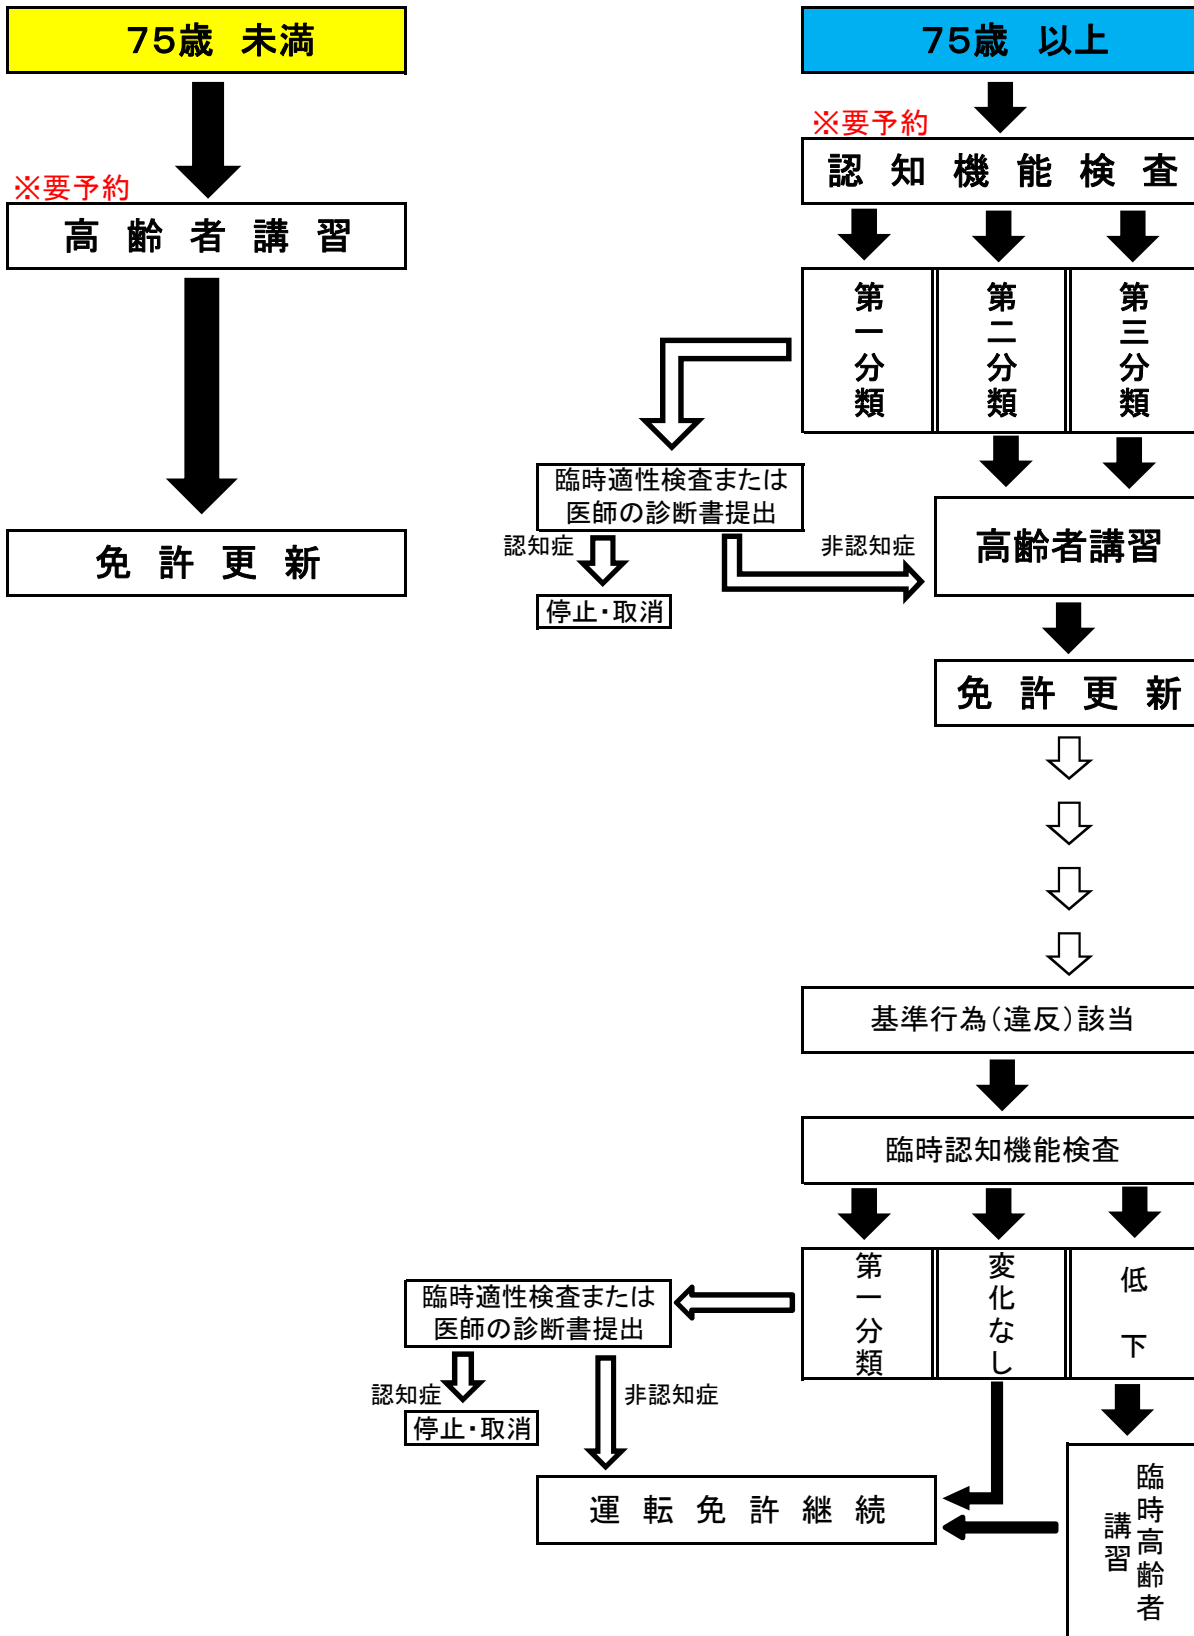 75歳　未満
※要予約
高齢者講習
免許更新
75歳　以上
※要予約
認知機能検査
第一分類
第二分類
第三分類
臨時適性検査または
医師の診断書提出
認知症
非認知症
停止・取消
高齢者講習
免許更新
基準行為（違反）該当
臨時認知機能検査
第一分類
変化なし
低下
臨時適性検査または
医師の診断書提出
認知症
非認知症
停止・取消
運転免許継続
臨時高齢者
講習